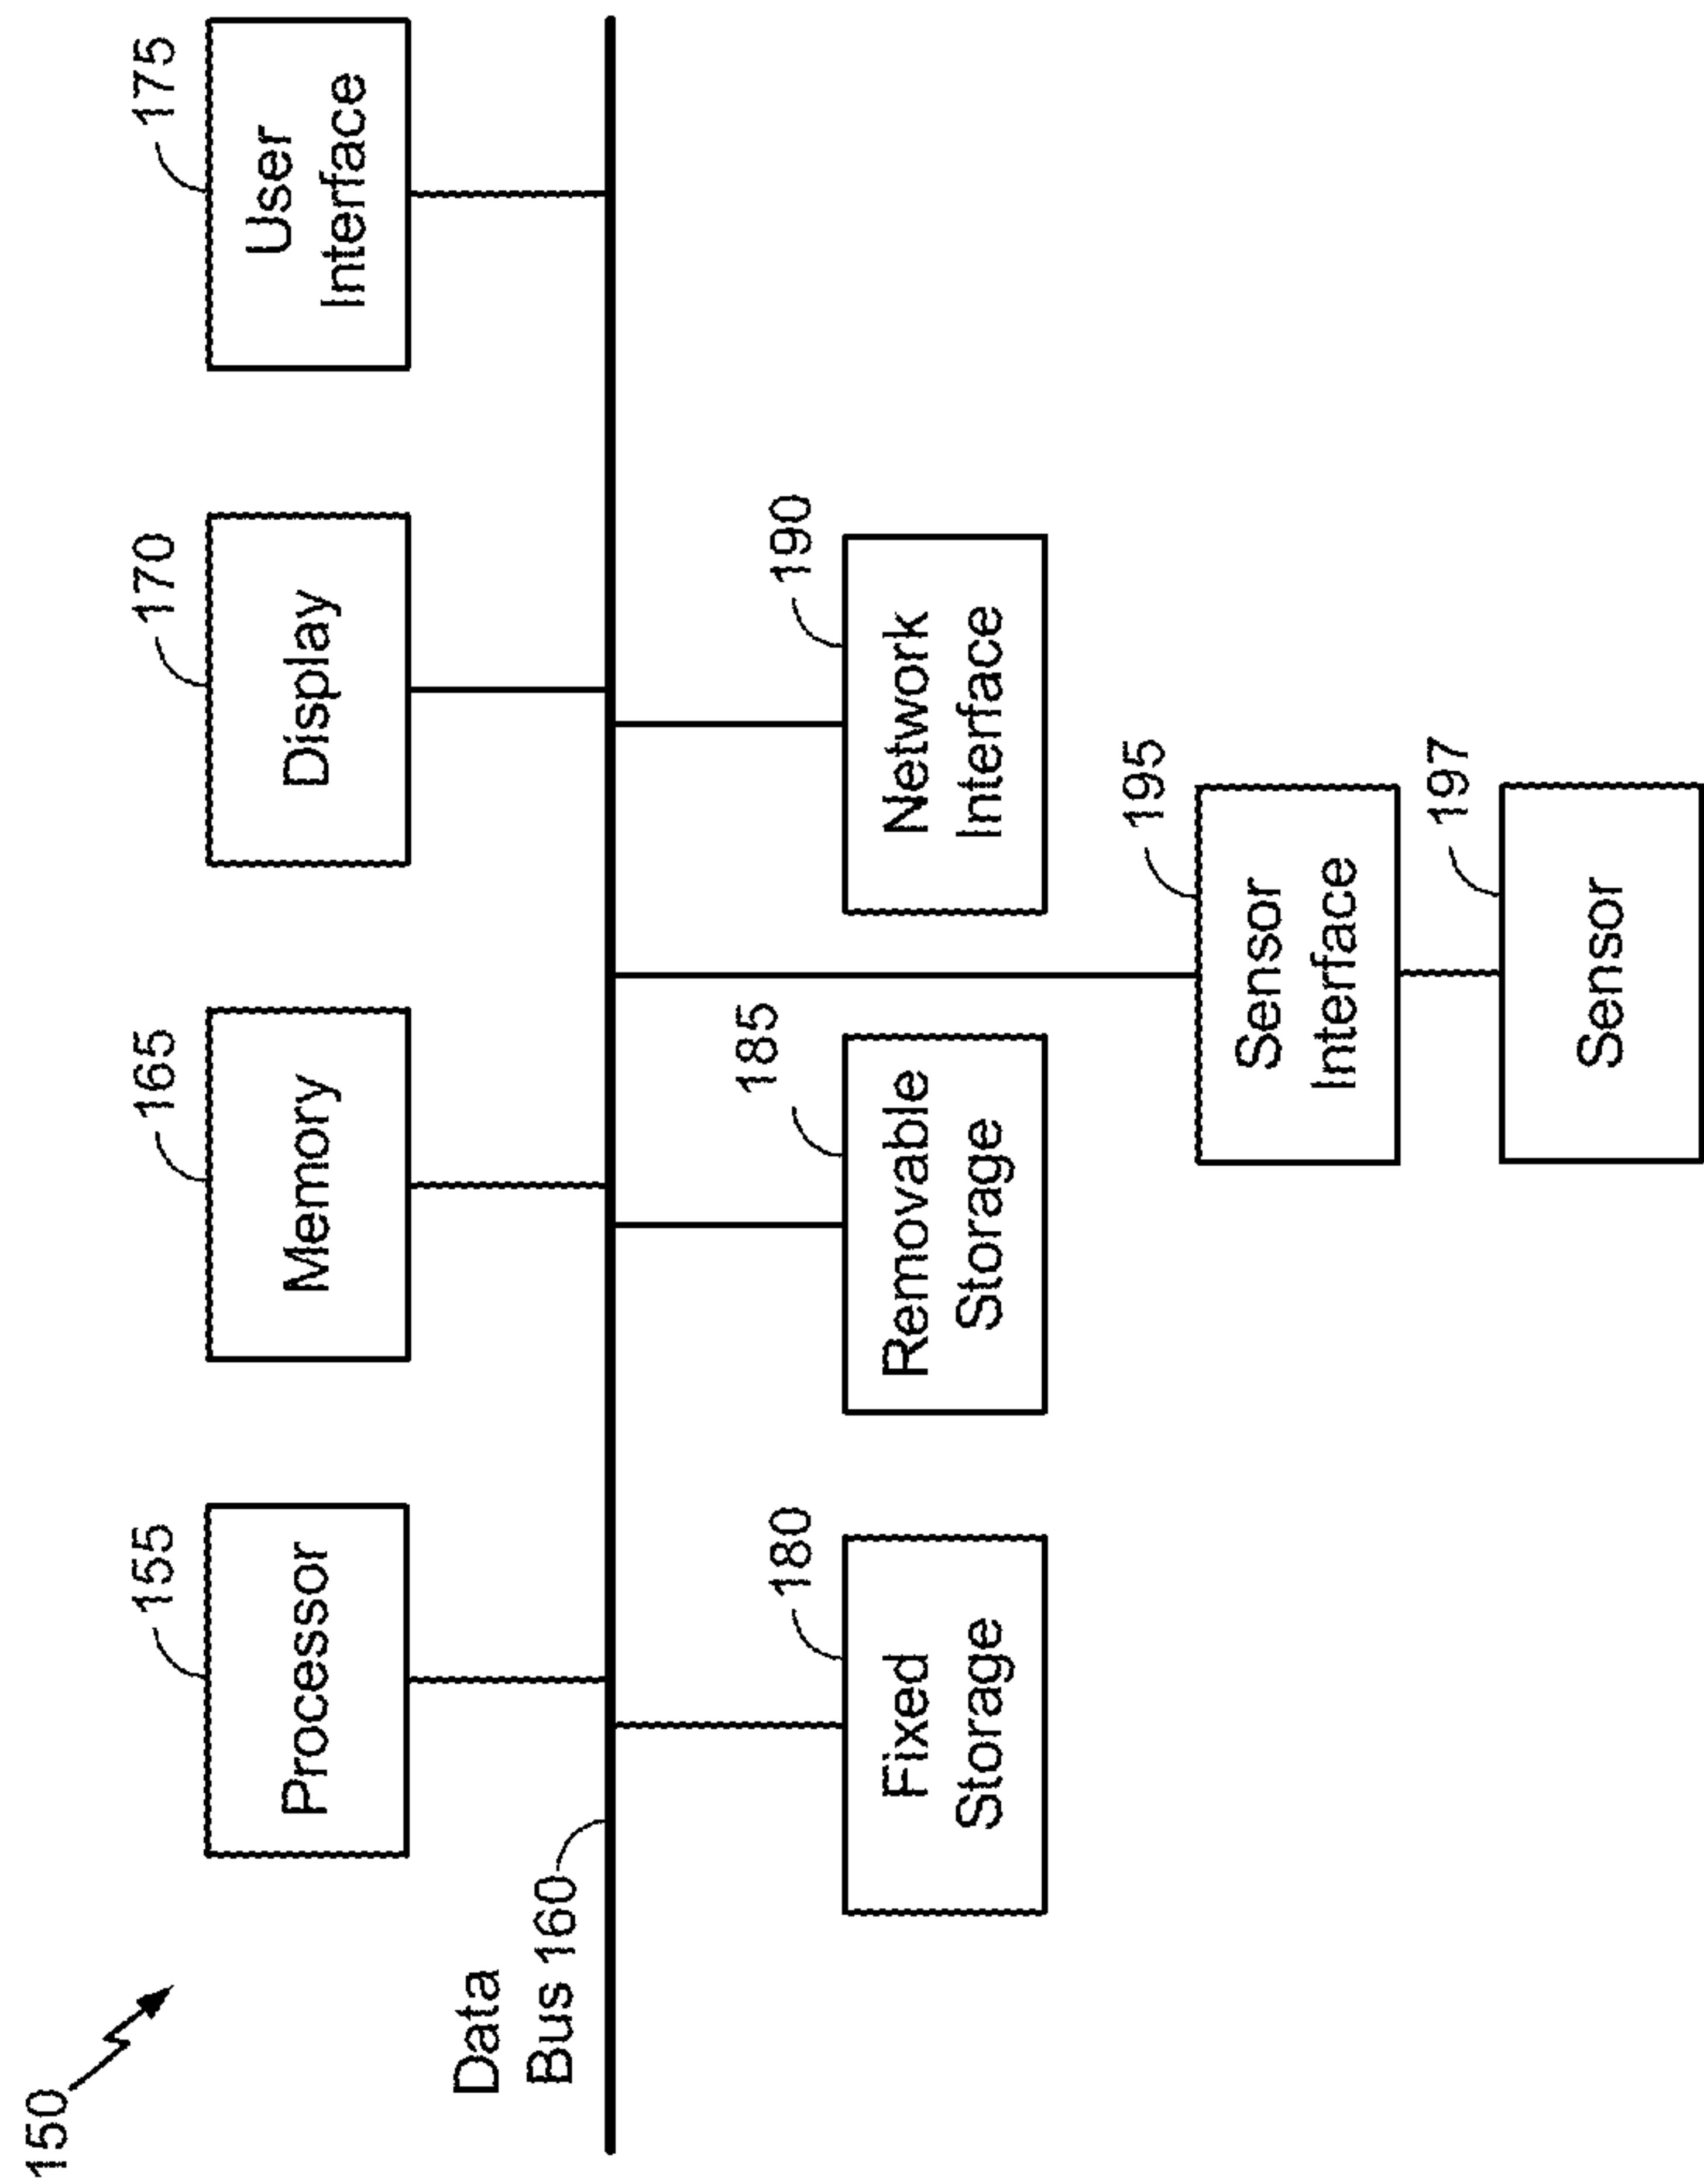 150
155
Processor
165
Memory
170
Display
175
User
Interface
Data
Bus 160
180
Fixed
Storage
185
Removable
Storage
190
Network
Interface
195
Sensor
Interface
197
Sensor